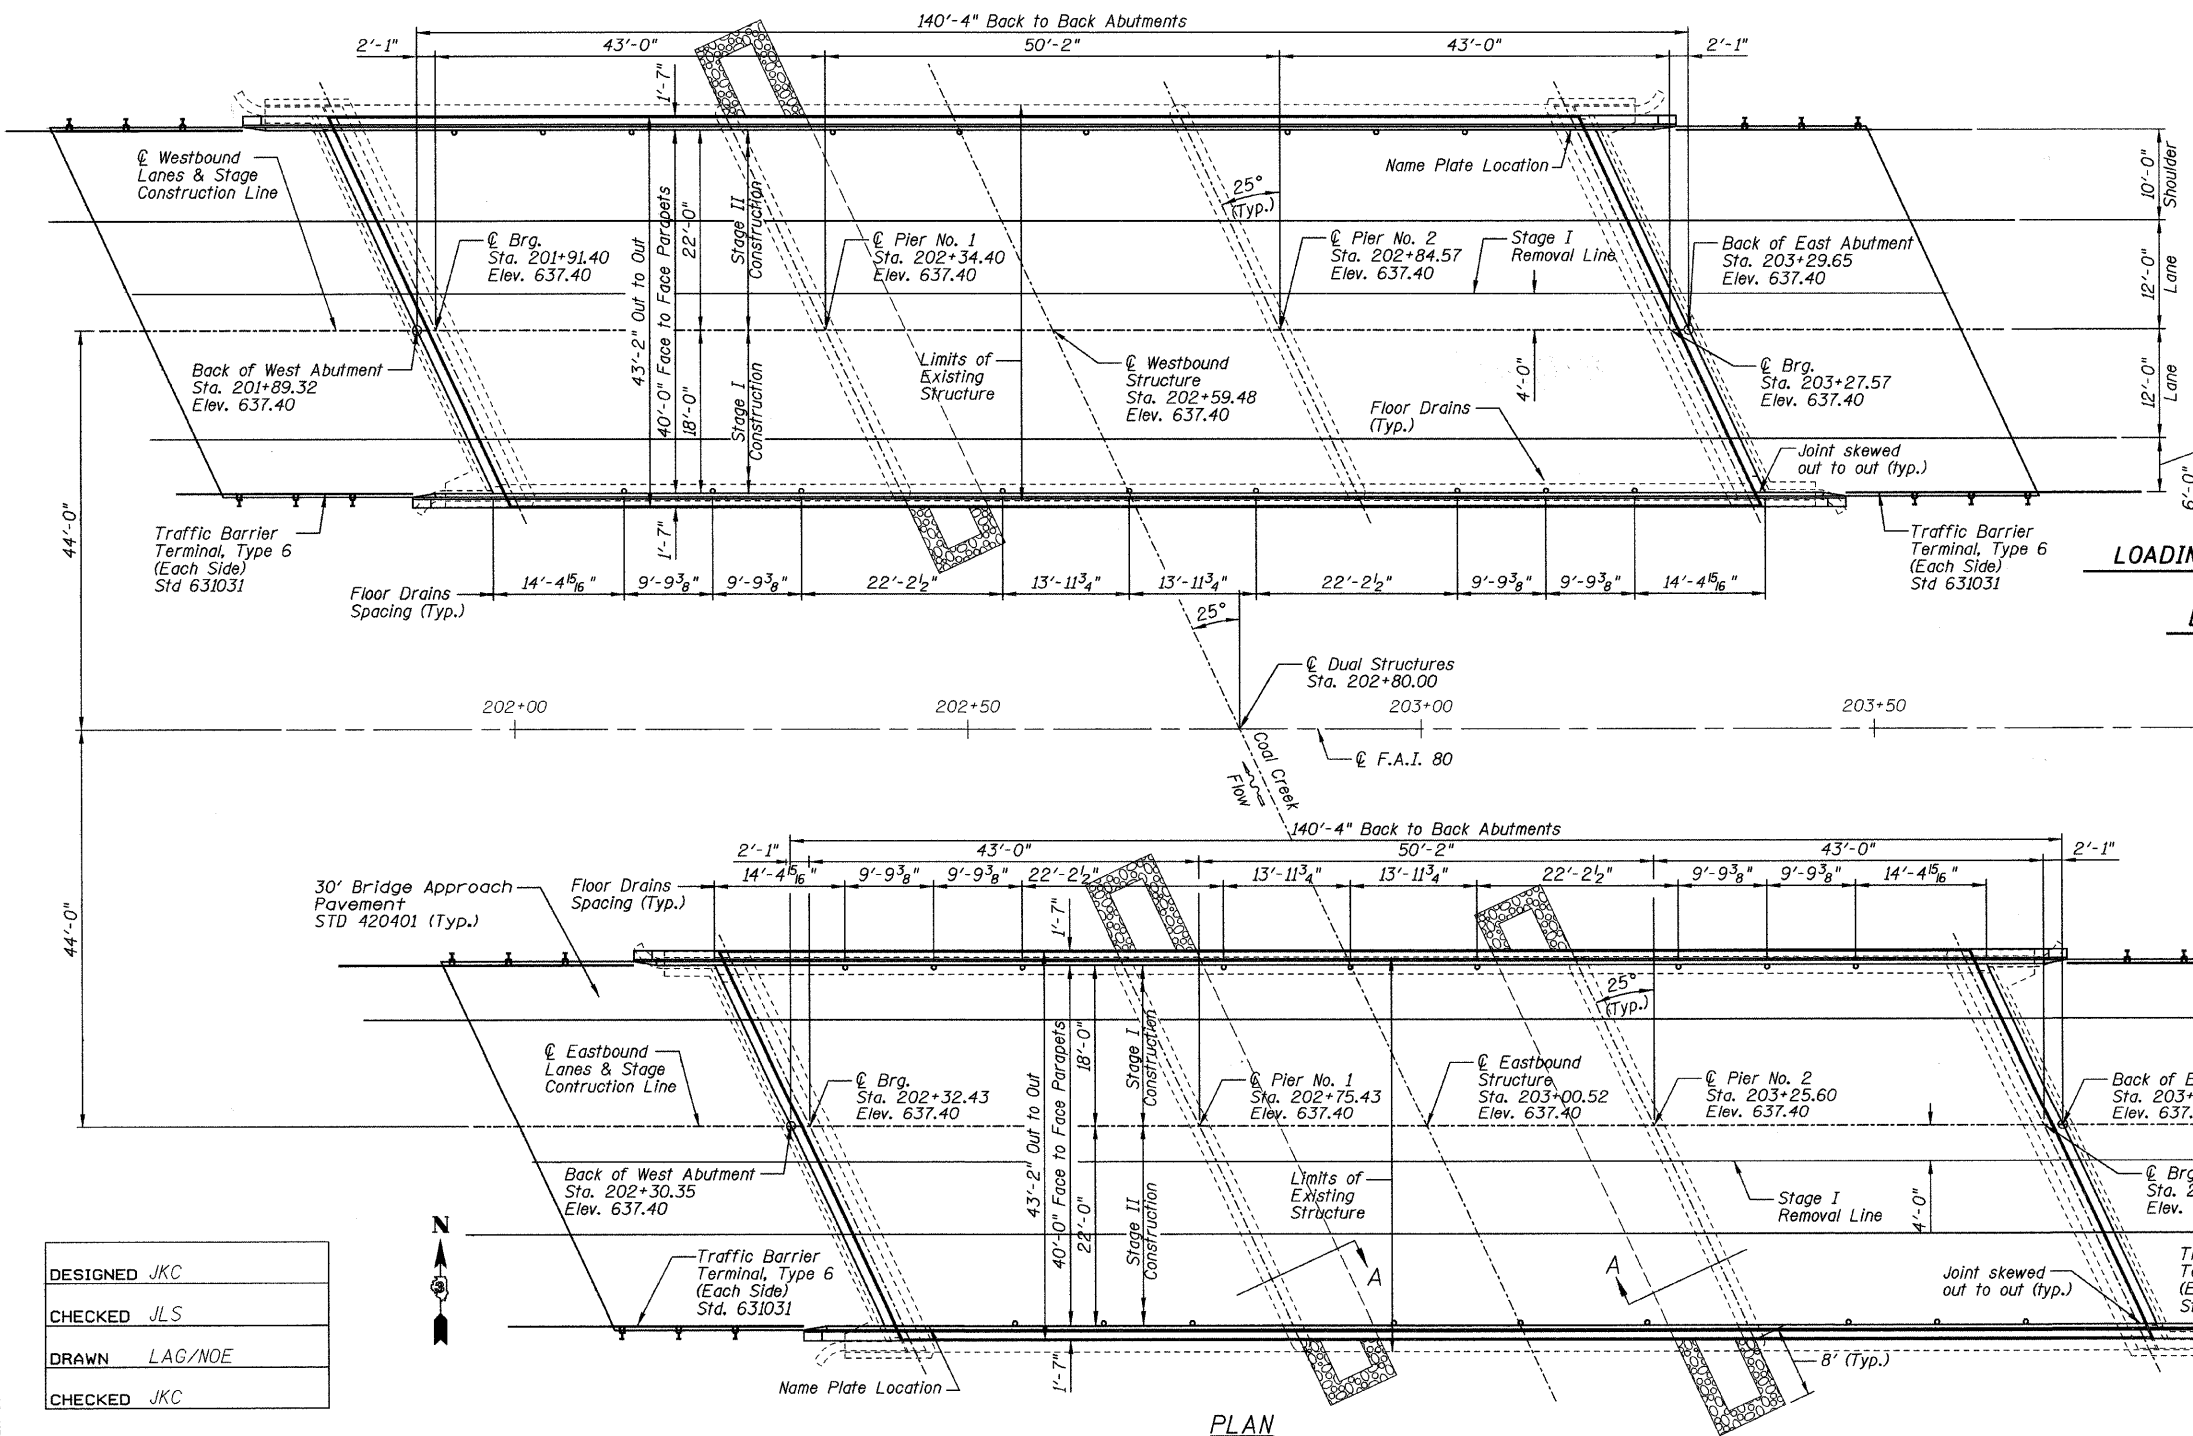 140'-4" Back to Back Abutments
2'-1"
43'-0"
50'-2"
43'-0"
2'-1"
1'-7"
℄ Westbound
Lanes & Stage
Construction Line
℄ Brg.
Sta. 201+91.40
Elev. 637.40
43'-2" Out to Out
40'-0" Face to Face Parapets
22'-0"
18'-0"
Stage II
Construction
Stage I
Construction
℄ Pier No. 1
Sta. 202+34.40
Elev. 637.40
25°
(Typ.)
℄ Pier No. 2
Sta. 202+84.57
Elev. 637.40
Name Plate Location
Stage I
Removal Line
Back of East Abutment
Sta. 203+29.65
Elev. 637.40
10'-0"
Shoulder
12'-0"
Lane
12'-0"
Lane
6'-0"
Back of West Abutment
Sta. 201+89.32
Elev. 637.40
Limits of
Existing
Structure
℄ Westbound
Structure
Sta. 202+59.48
Elev. 637.40
4'-0"
Floor Drains
(Typ.)
℄ Brg.
Sta. 203+27.57
Elev. 637.40
Joint skewed
out to out (typ.)
44'-0"
Traffic Barrier
Terminal, Type 6
(Each Side)
Std 631031
1'-7"
Traffic Barrier
Terminal, Type 6
(Each Side)
Std 631031
LOADIN
Floor Drains
Spacing (Typ.)
14'-4 15/16"
9'-9 3/8"
9'-9 3/8"
22'-2 1/2"
13'-11 3/4"
13'-11 3/4"
22'-2 1/2"
9'-9 3/8"
9'-9 3/8"
14'-4 15/16"
25°
℄ Dual Structures
Sta. 202+80.00
202+00
202+50
203+00
203+50
℄ F.A.I. 80
Coal Creek
Flow
44'-0"
140'-4" Back to Back Abutments
2'-1"
43'-0"
50'-2"
43'-0"
2'-1"
30' Bridge Approach
Pavement
STD 420401 (Typ.)
Floor Drains
Spacing (Typ.)
14'-4 15/16"
9'-9 3/8"
9'-9 3/8"
22'-2 1/2"
13'-11 3/4"
13'-11 3/4"
22'-2 1/2"
9'-9 3/8"
9'-9 3/8"
14'-4 15/16"
1'-7"
25°
(Typ.)
℄ Eastbound
Lanes & Stage
Contruction Line
℄ Brg.
Sta. 202+32.43
Elev. 637.40
43'-2" Out to Out
40'-0" Face to Face Parapets
18'-0"
22'-0"
Stage I
Construction
Stage II
Construction
℄ Pier No. 1
Sta. 202+75.43
Elev. 637.40
℄ Eastbound
Structure
Sta. 203+00.52
Elev. 637.40
℄ Pier No. 2
Sta. 203+25.60
Elev. 637.40
Back of E
Sta. 203+
Elev. 637.
Back of West Abutment
Sta. 202+30.35
Elev. 637.40
Limits of
Existing
Structure
Stage I
Removal Line
4'-0"
℄ Brg
Sta. 2
Elev.
N
Traffic Barrier
Terminal, Type 6
(Each Side)
Std. 631031
A
A
Joint skewed
out to out (typ.)
DESIGNED JKC
CHECKED JLS
DRAWN LAG/NOE
CHECKED JKC
Name Plate Location
1'-7"
8' (Typ.)
PLAN